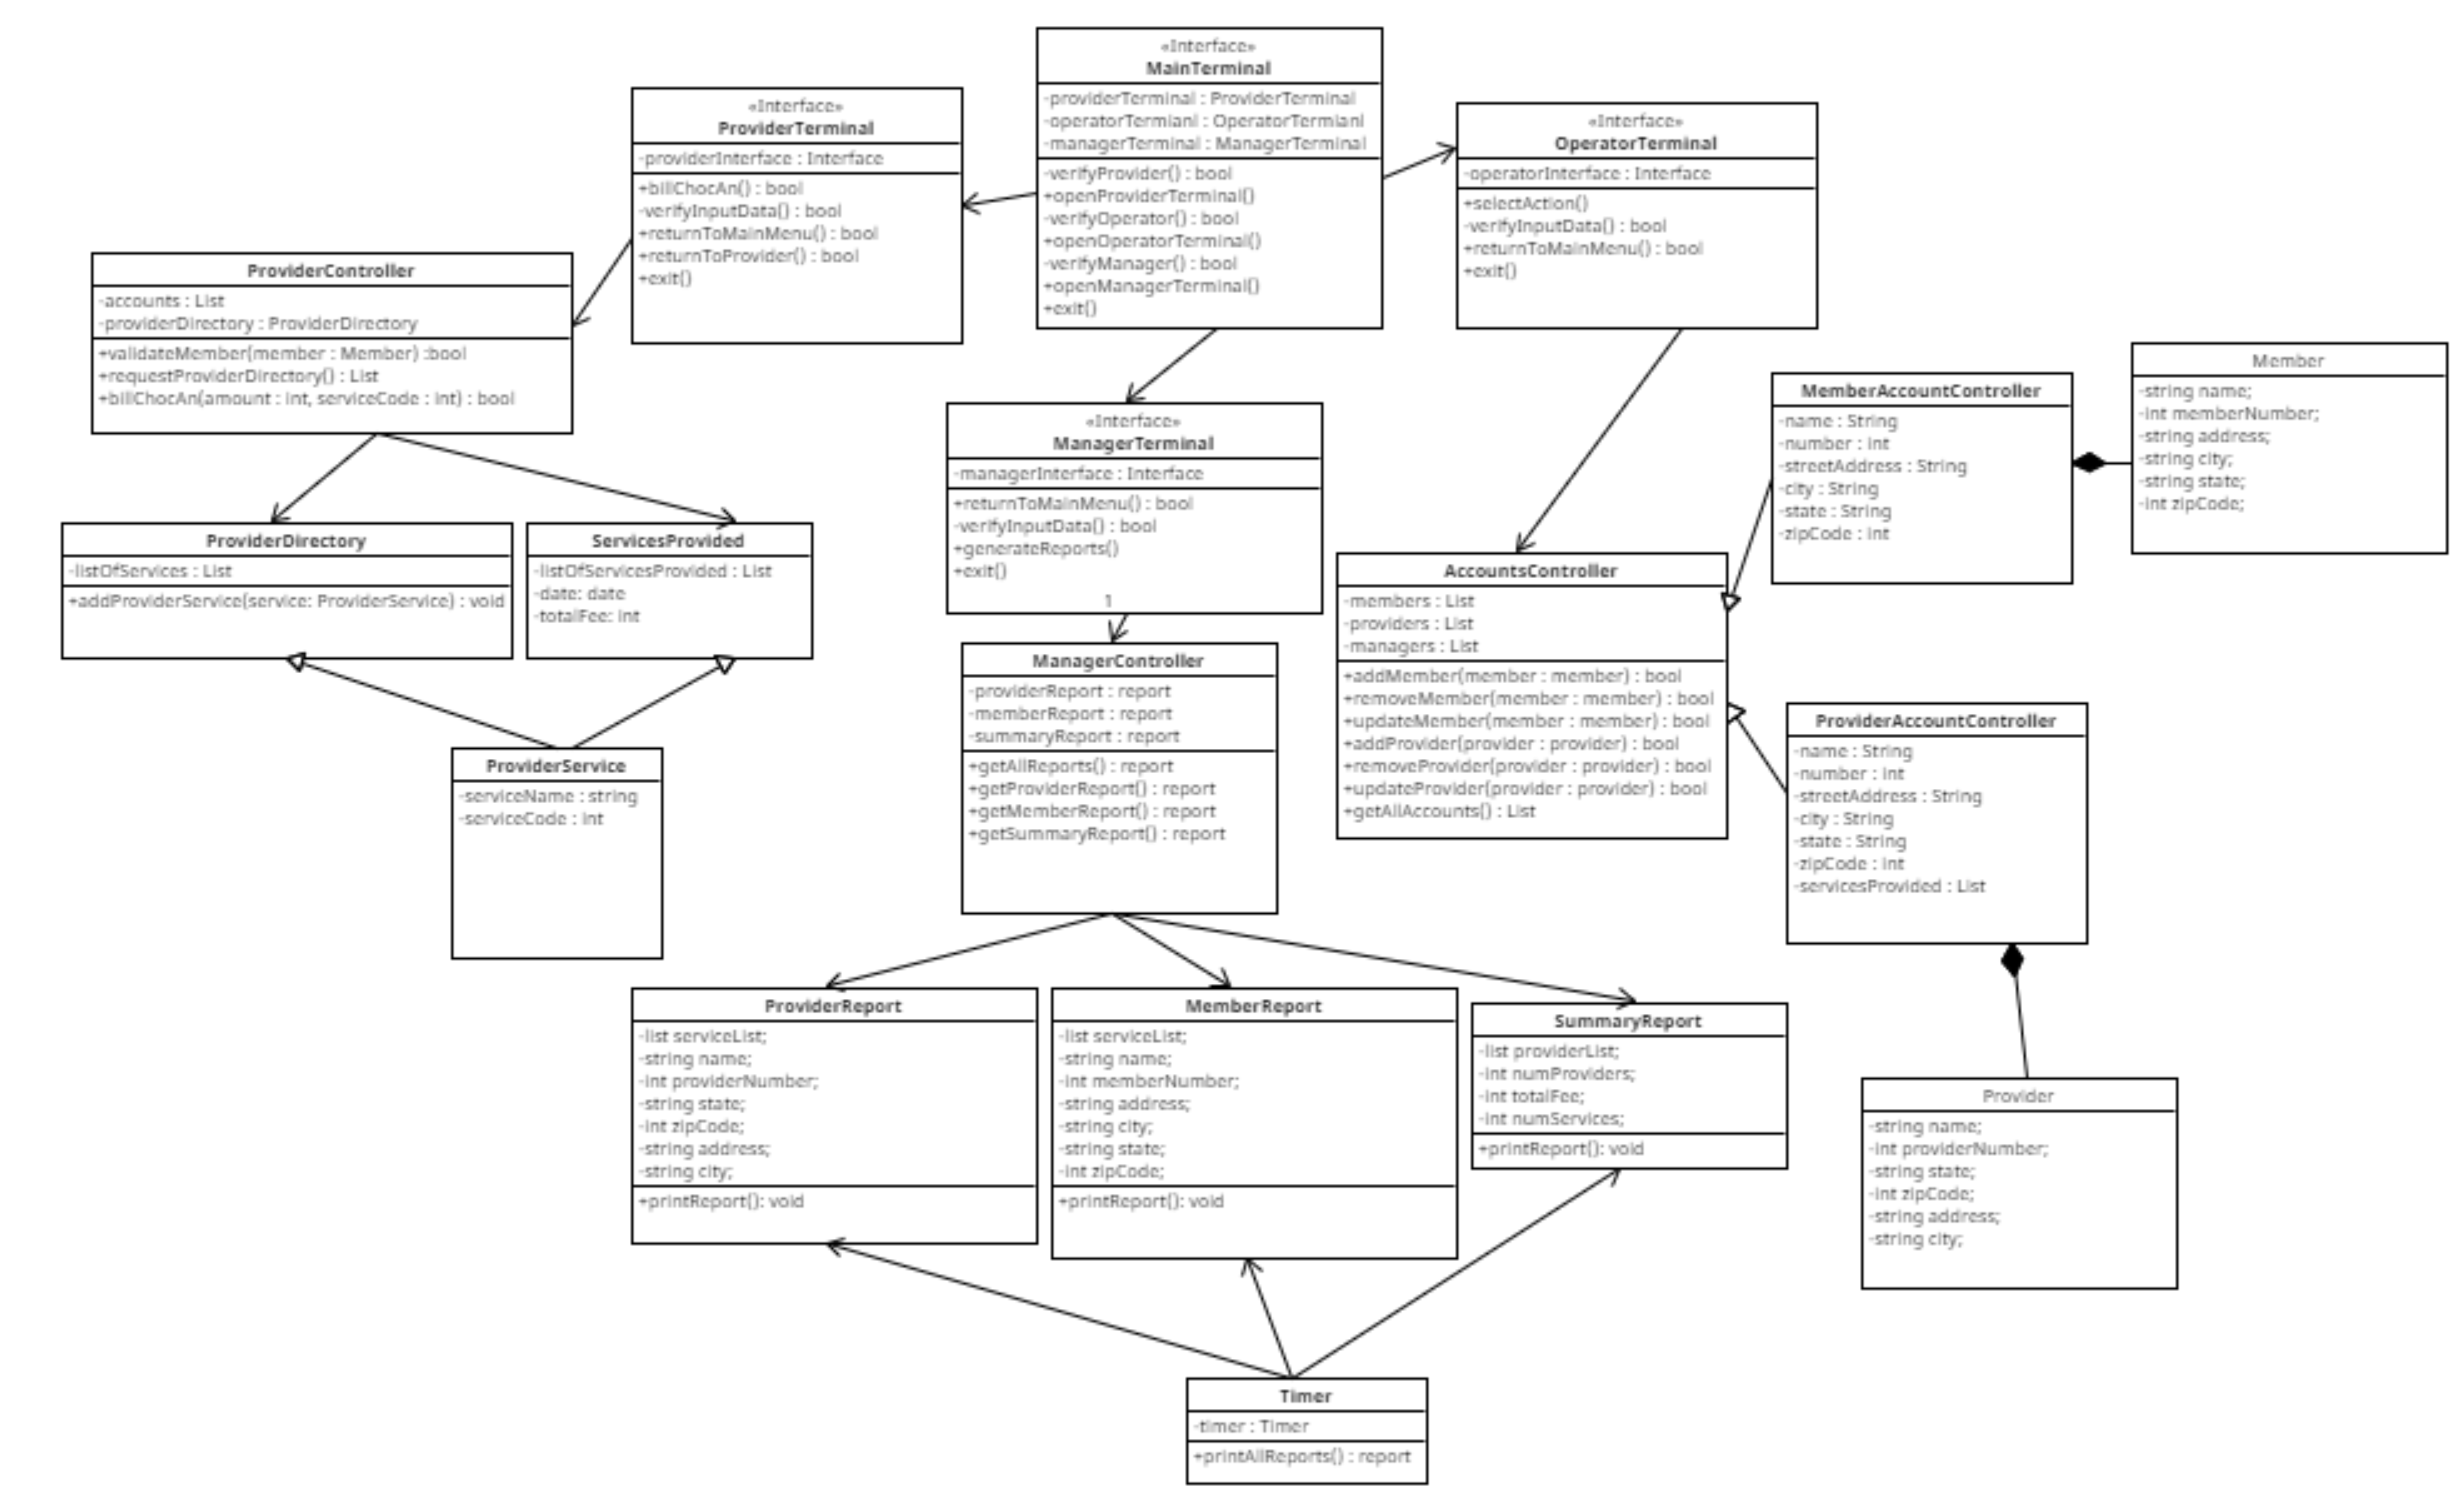 «Interface»
MainTerminal
-providerTerminal : ProviderTerminal
-operatorTermianl : OperatorTermianl
-managerTerminal : ManagerTerminal
-verifyProvider() : bool
+openProviderTerminal()
-verifyOperator() : bool
+openOperatorTerminal()
-verifyManager() : bool
+openManagerTerminal()
+exit()
«Interface»
ProviderTerminal
-providerInterface : Interface
+billChocAn() : bool
-verifyInputData() : bool
+returnToMainMenu() : bool
+returnToProvider() : bool
+exit()
«Interface»
OperatorTerminal
-operatorInterface : Interface
+selectAction()
-verifyInputData() : bool
+returnToMainMenu() : bool
+exit()
ProviderController
-accounts : List
-providerDirectory : ProviderDirectory
+validateMember(member : Member) :bool
+requestProviderDirectory() : List
+billChocAn(amount : int, serviceCode : int) : bool
Member
-string name;
-int memberNumber;
-string address;
-string city;
-string state;
-int zipCode;
MemberAccountController
-name : String
-number : int
-streetAddress : String
-city : String
-state : String
-zipCode : int
«Interface»
ManagerTerminal
-managerInterface : Interface
+returnToMainMenu() : bool
-verifyInputData() : bool
+generateReports()
+exit()
1
ProviderDirectory
-listOfServices : List
+addProviderService(service: ProviderService) : void
ServicesProvided
-listOfServicesProvided : List
-date: date
-totalFee: int
AccountsController
-members : List
-providers : List
-managers : List
+addMember(member : member) : bool
+removeMember(member : member) : bool
+updateMember(member : member) : bool
+addProvider(provider : provider) : bool
+removeProvider(provider : provider) : bool
+updateProvider(provider : provider) : bool
+getAllAccounts() : List
ManagerController
-providerReport : report
-memberReport : report
-summaryReport : report
+getAllReports() : report
+getProviderReport() : report
+getMemberReport() : report
+getSummaryReport() : report
ProviderAccountController
-name : String
-number : int
-streetAddress : String
-city : String
-state : String
-zipCode : int
-servicesProvided : List
ProviderService
-serviceName : string
-serviceCode : int
ProviderReport
-list serviceList;
-string name;
-int providerNumber;
-string state;
-int zipCode;
-string address;
-string city;
+printReport(): void
MemberReport
-list serviceList;
-string name;
-int memberNumber;
-string address;
-string city;
-string state;
-int zipCode;
+printReport(): void
SummaryReport
-list providerList;
-int numProviders;
-int totalFee;
-int numServices;
+printReport(): void
Provider
-string name;
-int providerNumber;
-string state;
-int zipCode;
-string address;
-string city;
Timer
-timer : Timer
+printAllReports() : report